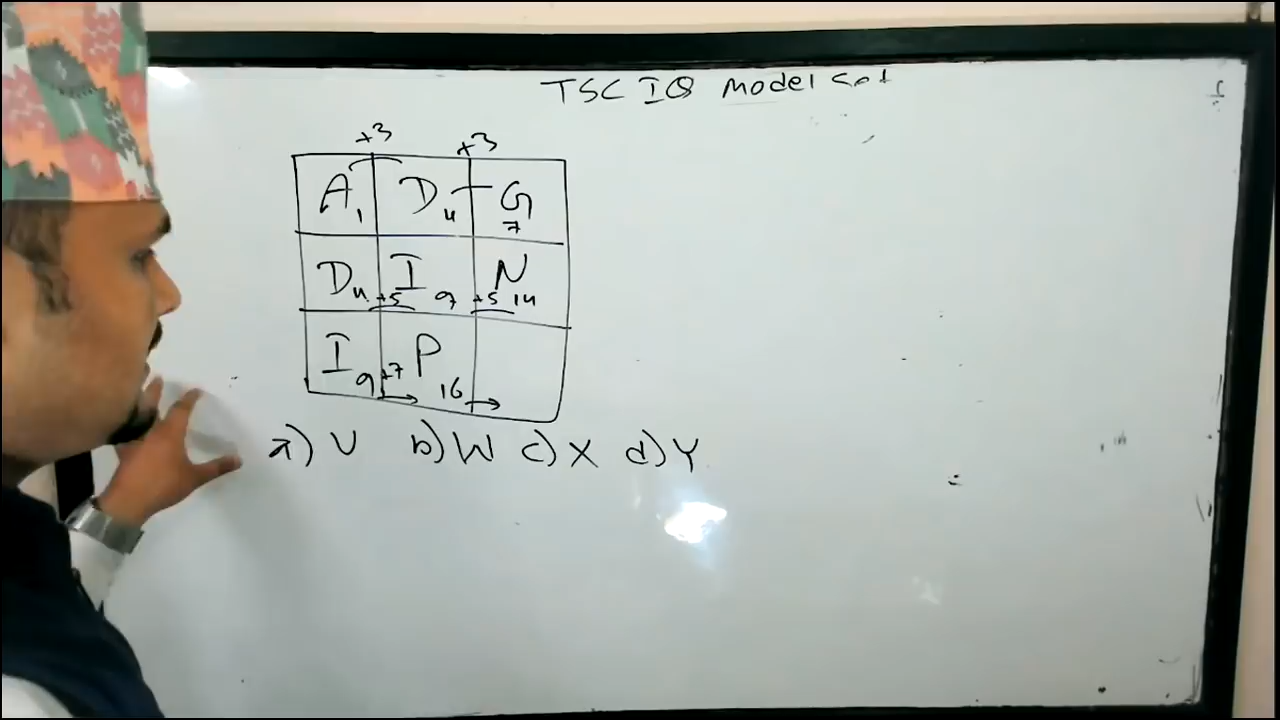 TSC IQ Model Set
+3 +3
A 1 D 4 G 7
D 4 +5 I 9 +5 N 14
I 9 +7 P 16
a) V b) W c) X d) Y